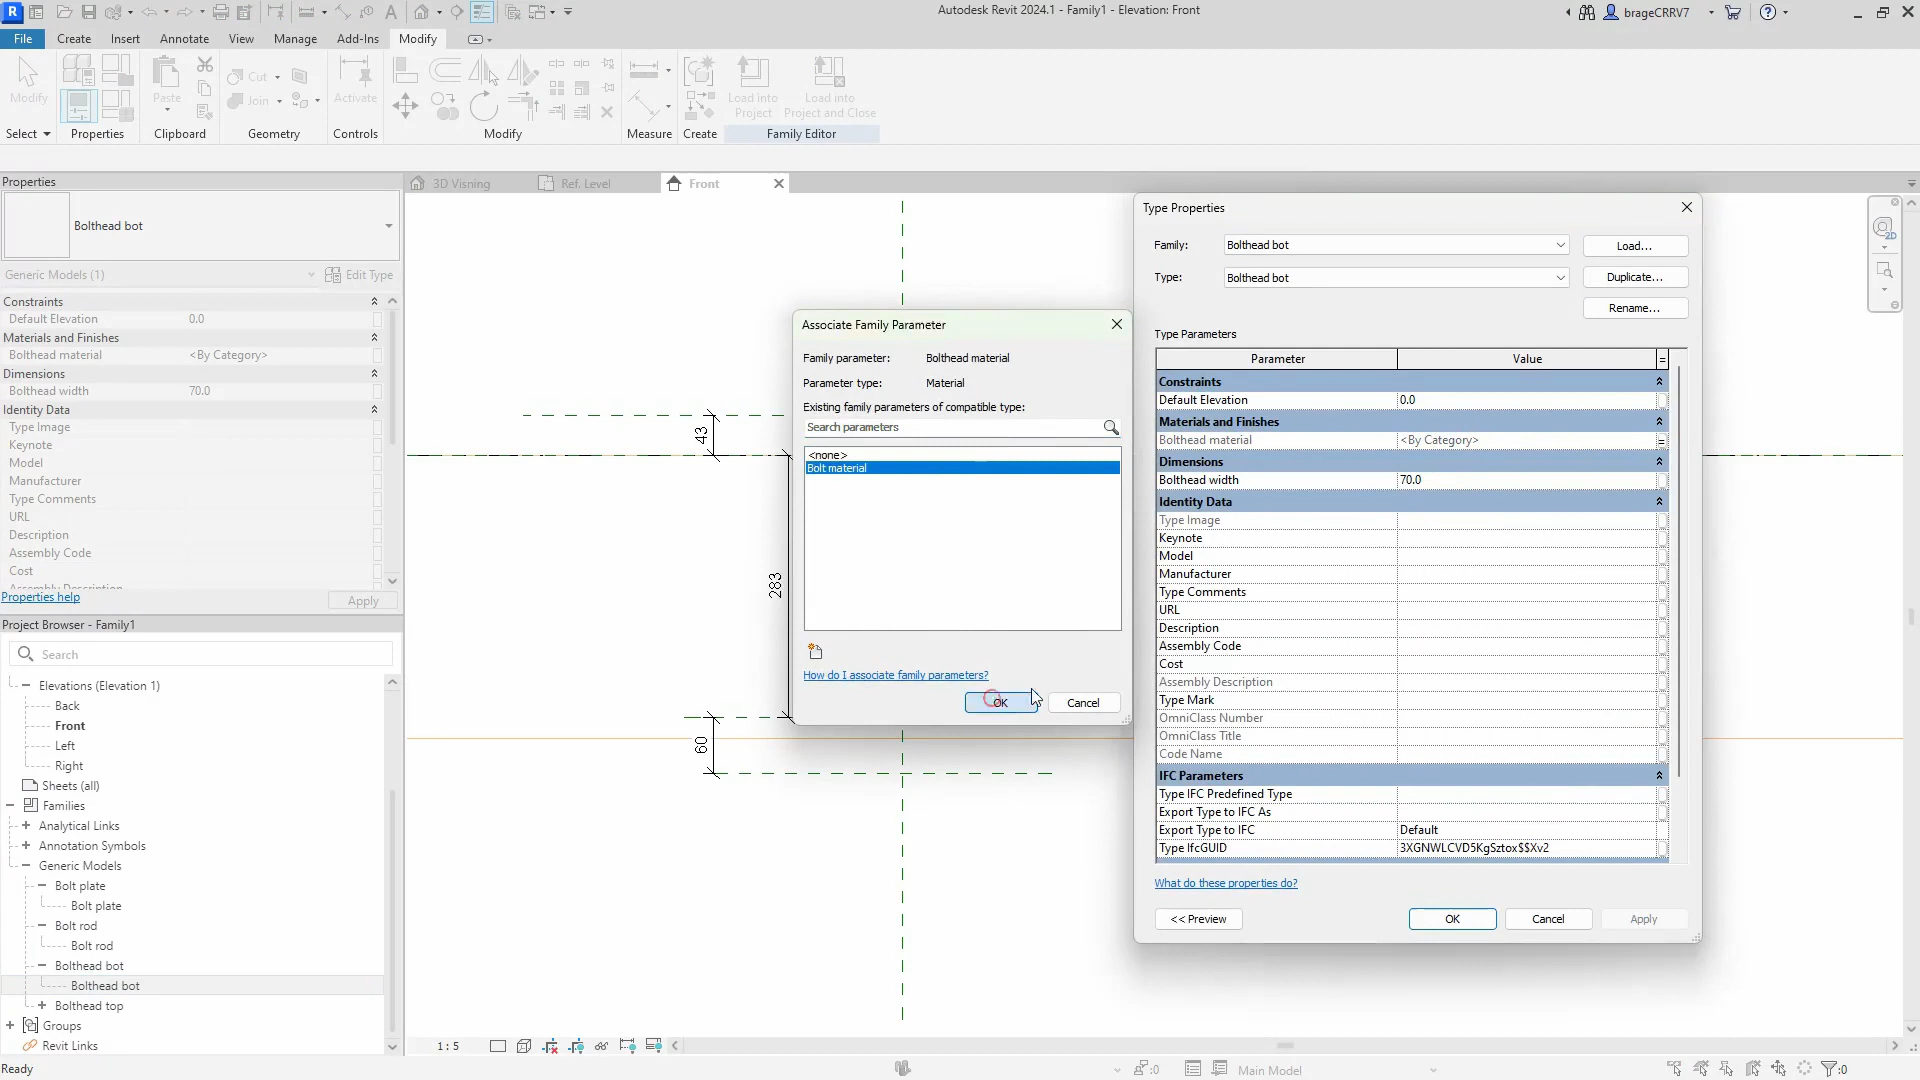 Autodesk Revit 2024.1 - Family1 - Elevation: Front
brageCRRV7
File
Create
Insert
Annotate
View
Manage
Add-Ins
Modify
Modify
Paste
Cut
Join
Activate
Load into
Project
Load into
Project and Close
Select
Properties
Clipboard
Geometry
Controls
Modify
Measure
Create
Family Editor
Properties
Bolthead bot
Generic Models (1)
Edit Type
Constraints
Default Elevation 0.0
Materials and Finishes
Bolthead material <By Category>
Dimensions
Bolthead width 70.0
Identity Data
Type Image
Keynote
Model
Manufacturer
Type Comments
URL
Description
Assembly Code
Cost
Assembly Description
Properties help
Apply
Project Browser - Family1
Search
Elevations (Elevation 1)
Back
Front
Left
Right
Sheets (all)
Families
Analytical Links
Annotation Symbols
Generic Models
Bolt plate
Bolt plate
Bolt rod
Bolt rod
Bolthead bot
Bolthead bot
Bolthead top
Groups
Revit Links
Ready
3D Visning
Ref. Level
Front
43
283
60
Associate Family Parameter
Family parameter: Bolthead material
Parameter type: Material
Existing family parameters of compatible type:
Search parameters
<none>
Bolt material
How do I associate family parameters?
OK
Cancel
Type Properties
Family: Bolthead bot
Load...
Type: Bolthead bot
Duplicate...
Rename...
Type Parameters
Parameter Value =
Constraints
Default Elevation 0.0
Materials and Finishes
Bolthead material <By Category> =
Dimensions
Bolthead width 70.0
Identity Data
Type Image
Keynote
Model
Manufacturer
Type Comments
URL
Description
Assembly Code
Cost
Assembly Description
Type Mark
OmniClass Number
OmniClass Title
Code Name
IFC Parameters
Type IFC Predefined Type
Export Type to IFC As
Export Type to IFC Default
Type IfcGUID 3XGNWLCVD5KgSztox$$Xv2
What do these properties do?
<< Preview
OK
Cancel
Apply
2D
1 : 5
:0
Main Model
:0